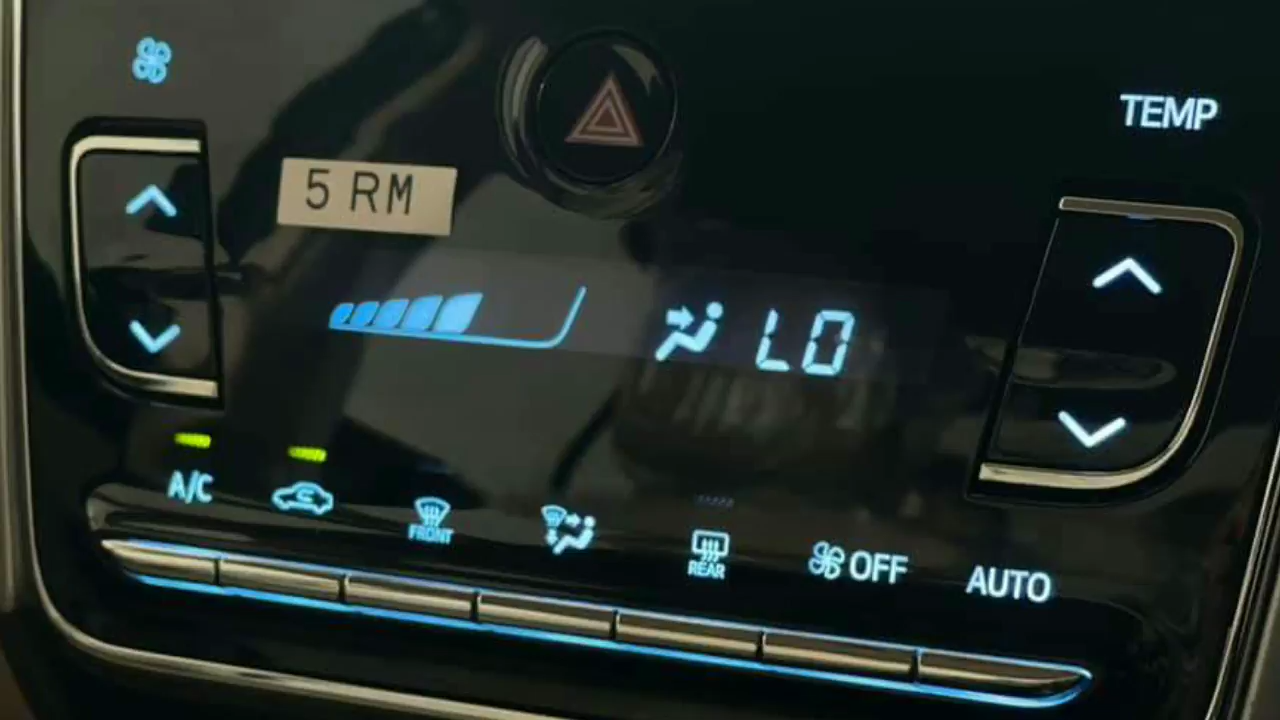 TEMP
5 RM
LO
A/C
FRONT
REAR
OFF
AUTO